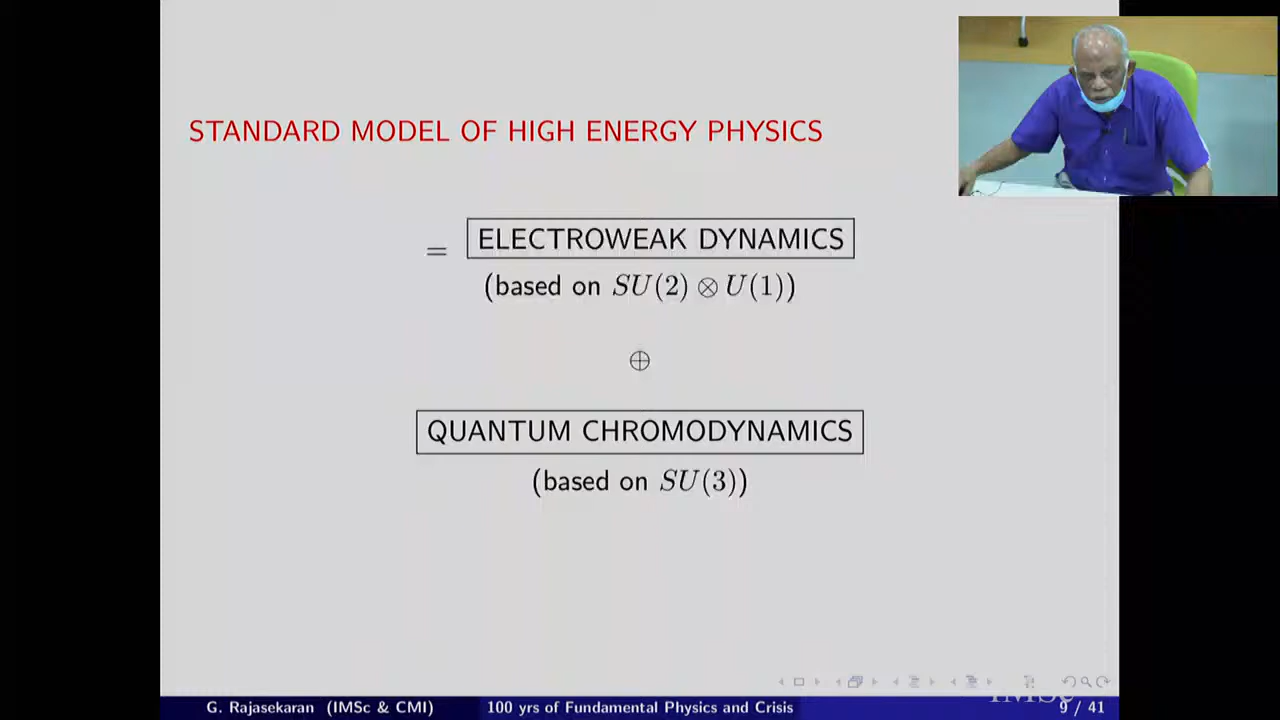 STANDARD MODEL OF HIGH ENERGY PHYSICS
= ELECTROWEAK DYNAMICS
(based on SU(2) ⊗ U(1))
⊕
QUANTUM CHROMODYNAMICS
(based on SU(3))
IMSc
G. Rajasekaran (IMSc & CMI) 100 yrs of Fundamental Physics and Crisis 9 / 41